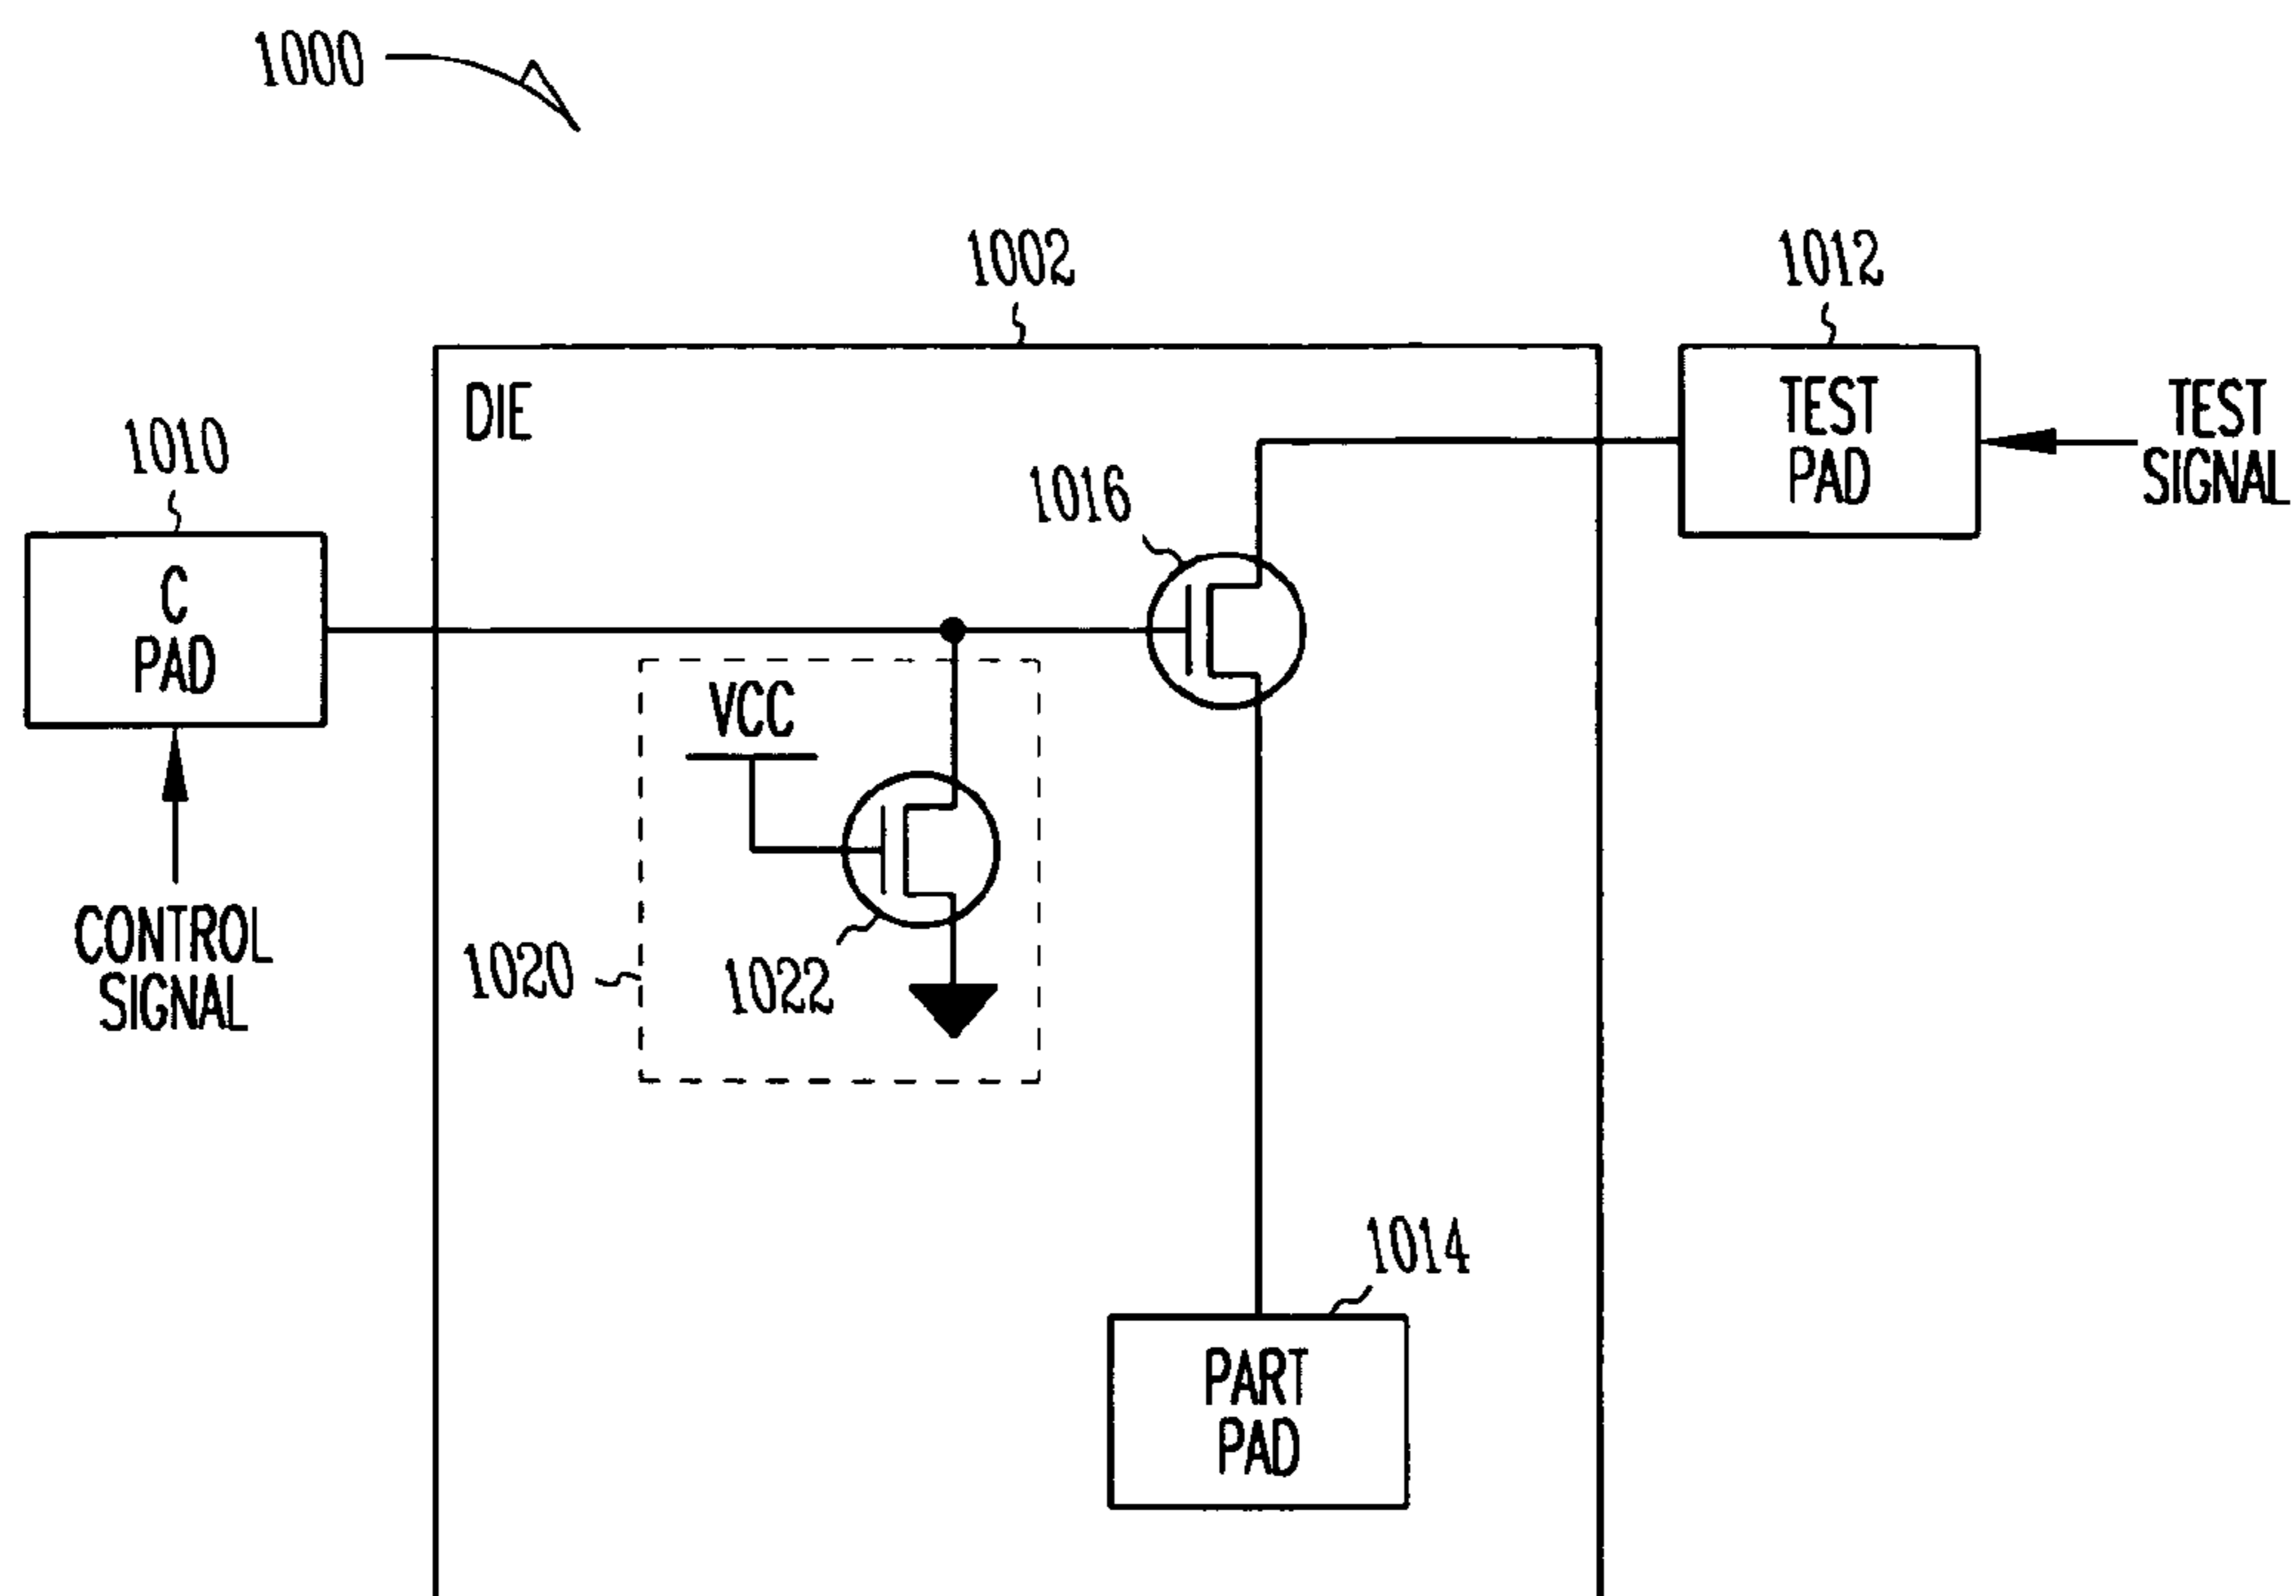 1000
1002
1012
DIE
TEST
PAD
TEST
SIGNAL
1010
1016
C
PAD
VCC
CONTROL
SIGNAL
1020
1022
1014
PART
PAD